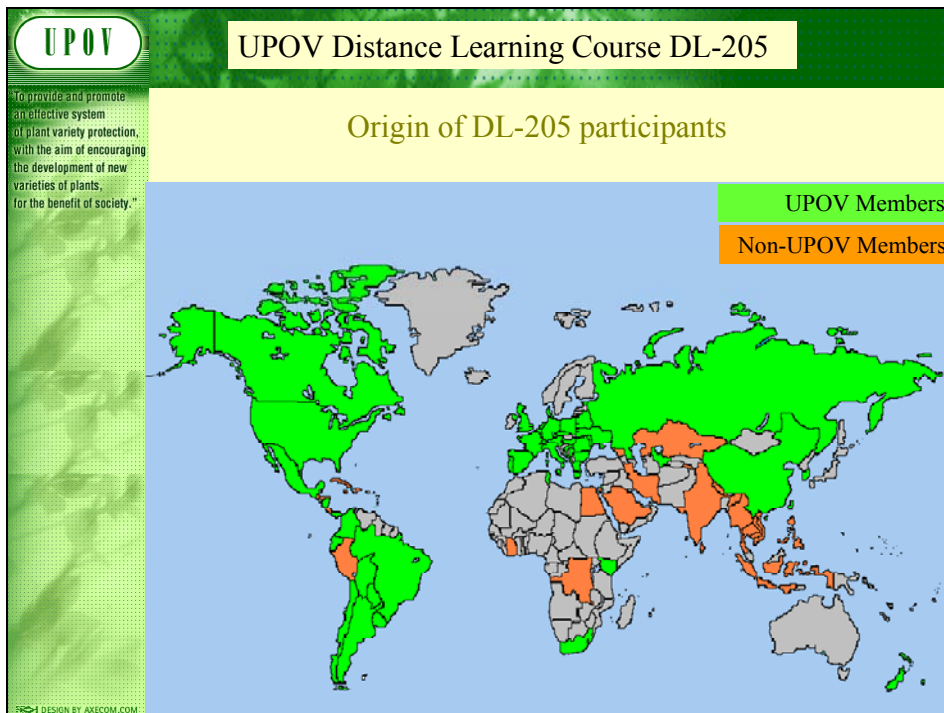 UPOV
UPOV Distance Learning Course DL-205
"To provide and promote
an effective system
of plant variety protection,
with the aim of encouraging
the development of new
varieties of plants,
for the benefit of society."
Origin of DL-205 participants
UPOV Members
Non-UPOV Members
DESIGN BY AXECOM.COM